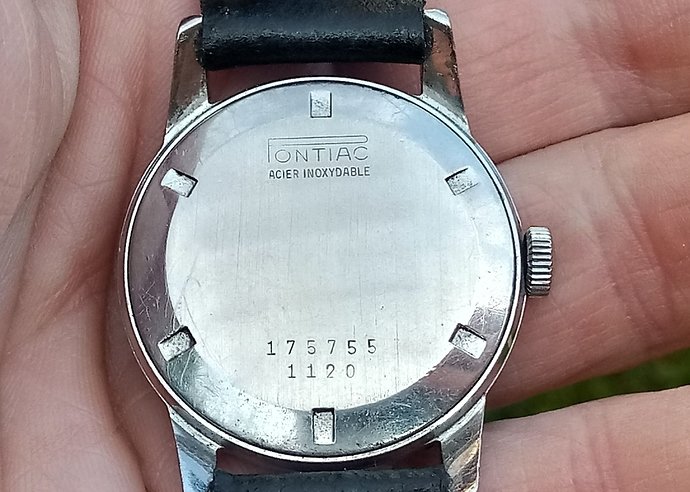 PONTIAC
ACIER INOXYDABLE
175755
1120